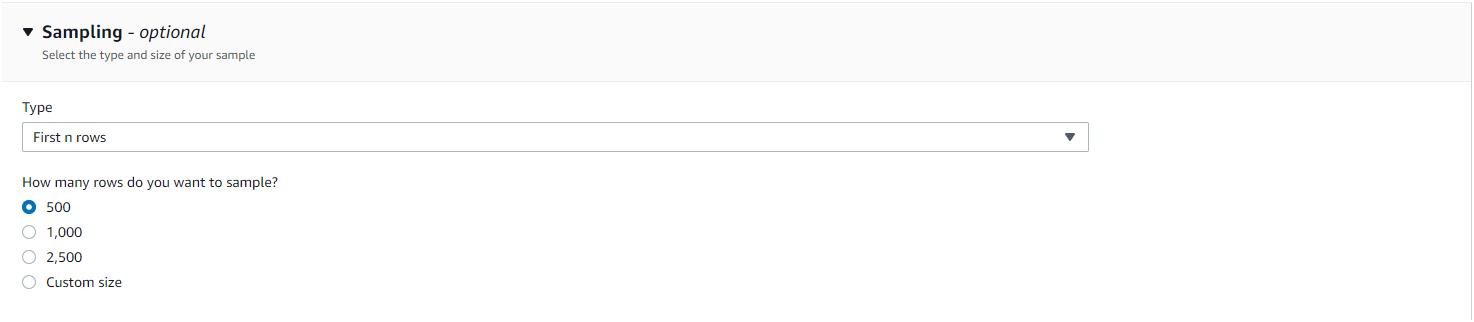 Sampling - optional
Select the type and size of your sample
Type
First n rows
How many rows do you want to sample?
500
1,000
2,500
Custom size